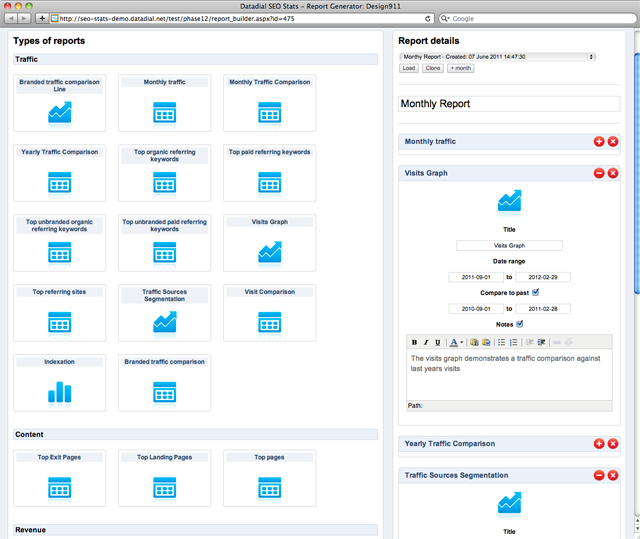 Datadial SEO Stats - Report Generator: Design911
http://seo-stats-demo.datadial.net/test/phase12/report_builder.aspx?id=475
Google
Types of reports
Traffic
Branded traffic comparison
Line
Monthly traffic
Monthly Traffic Comparison
Yearly Traffic Comparison
Top organic referring
keywords
Top paid referring keywords
Top unbranded organic
referring keywords
Top unbranded paid referring
keywords
Visits Graph
Top referring sites
Traffic Sources
Segmentation
Visit Comparison
Indexation
Branded traffic comparison
Content
Top Exit Pages
Top Landing Pages
Top pages
Revenue
Report details
Monthy Report - Created: 07 June 2011 14:47:30
Load
Clone
+ month
Monthly Report
Monthly traffic
Visits Graph
Title
Visits Graph
Date range
2011-09-01 to 2012-02-29
Compare to past
2010-09-01 to 2011-02-28
Notes
B I U A
The visits graph demonstrates a traffic comparison against
last years visits
Path:
Yearly Traffic Comparison
Traffic Sources Segmentation
Title